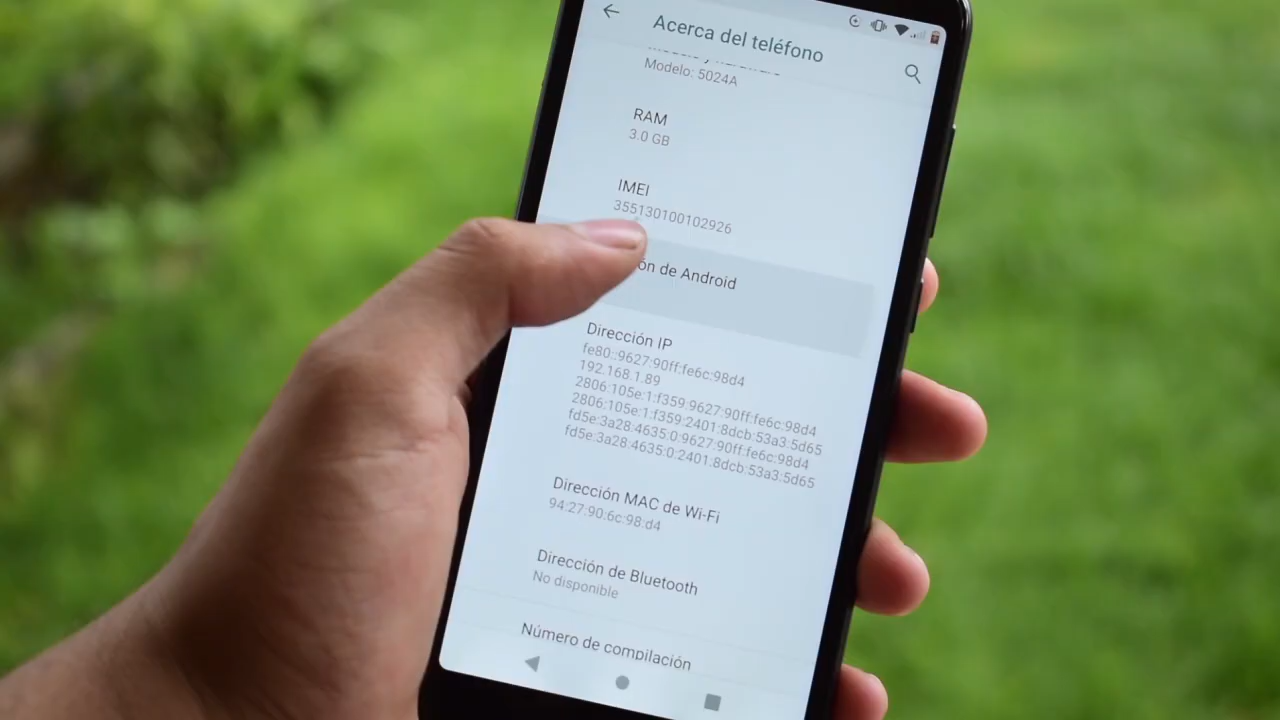 Acerca del teléfono
Modelo: 5024A
RAM
3.0 GB
IMEI
355130100102926
ón de Android
Dirección IP
fe80::9627:90ff:fe6c:98d4
192.168.1.89
2806:105e:1:f359:9627:90ff:fe6c:98d4
2806:105e:1:f359:2401:8dcb:53a3:5d65
fd5e:3a28:4635:0:9627:90ff:fe6c:98d4
fd5e:3a28:4635:0:2401:8dcb:53a3:5d65
Dirección MAC de Wi-Fi
94:27:90:6c:98:d4
Dirección de Bluetooth
No disponible
Número de compilación